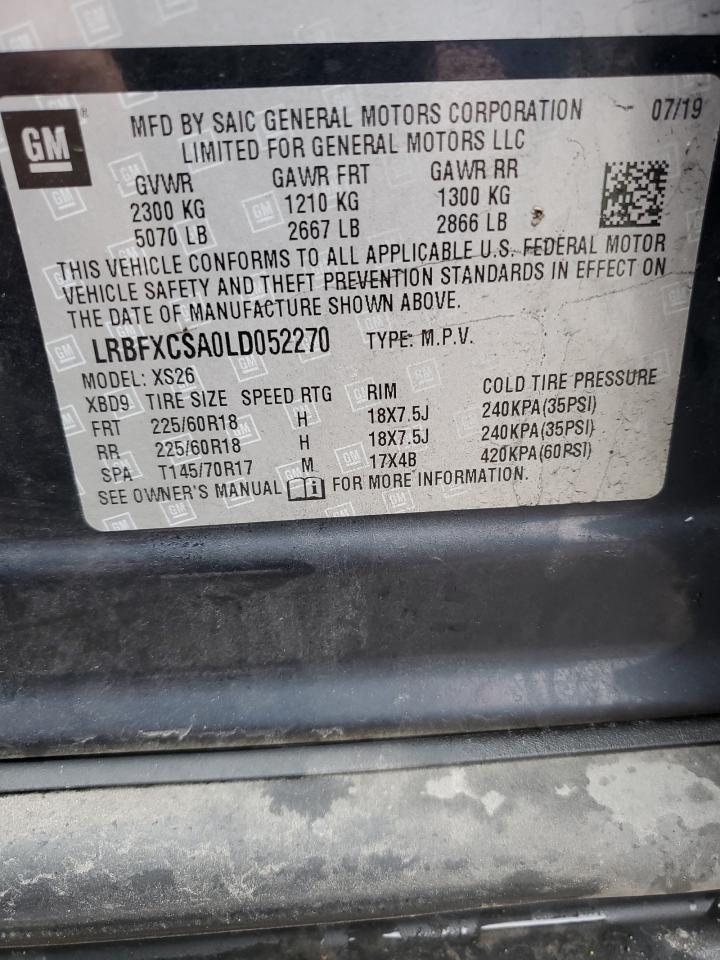 GM
MFD BY SAIC GENERAL MOTORS CORPORATION 07/19
LIMITED FOR GENERAL MOTORS LLC
GVWR GAWR FRT GAWR RR
2300 KG 1210 KG 1300 KG
5070 LB 2667 LB 2866 LB
THIS VEHICLE CONFORMS TO ALL APPLICABLE U.S. FEDERAL MOTOR
VEHICLE SAFETY AND THEFT PREVENTION STANDARDS IN EFFECT ON
THE DATE OF MANUFACTURE SHOWN ABOVE.
LRBFXCSA0LD052270 TYPE: M.P.V.
MODEL: XS26
XBD9 TIRE SIZE SPEED RTG RIM COLD TIRE PRESSURE
FRT 225/60R18 H 18X7.5J 240KPA(35PSI)
RR 225/60R18 H 18X7.5J 240KPA(35PSI)
SPA T145/70R17 M 17X4B 420KPA(60PSI)
SEE OWNER'S MANUAL i FOR MORE INFORMATION.